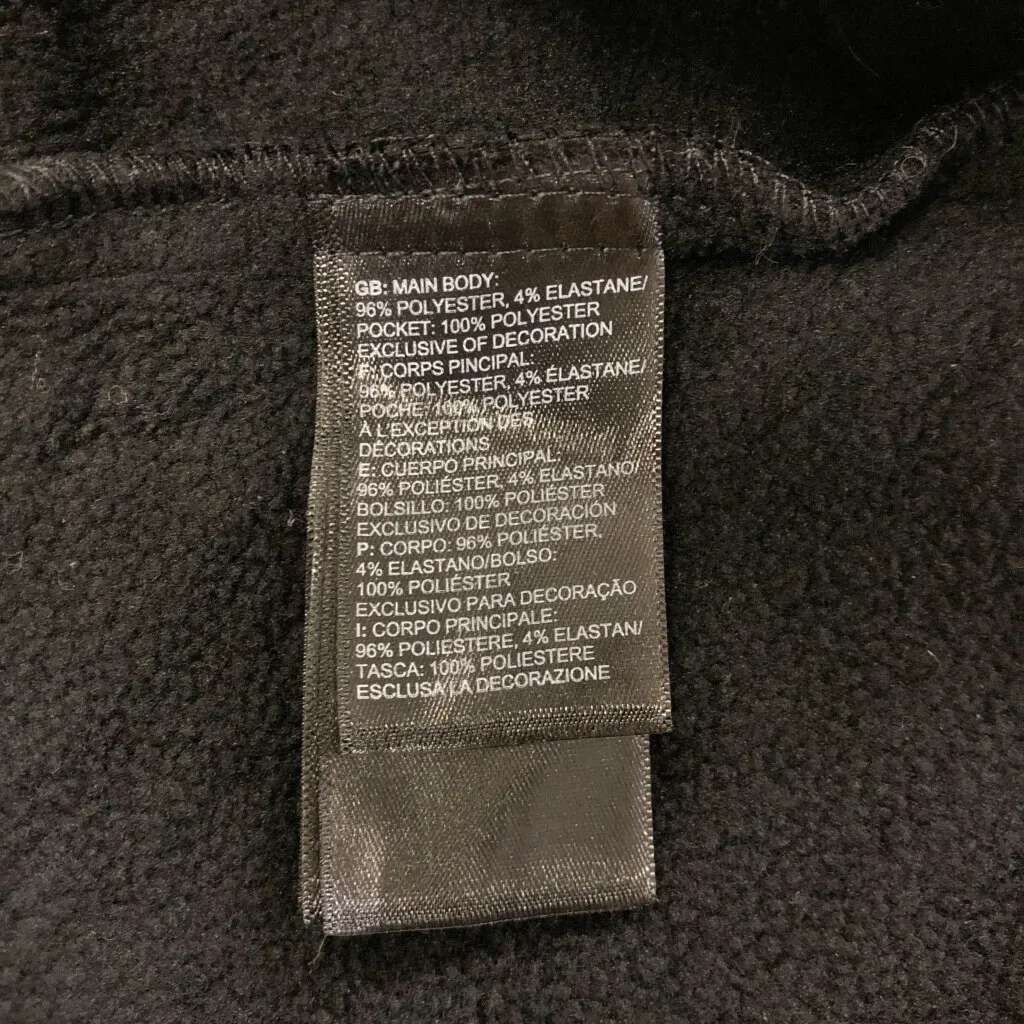 GB: MAIN BODY:
96% POLYESTER, 4% ELASTANE/
POCKET: 100% POLYESTER
EXCLUSIVE OF DECORATION
F: CORPS PINCIPAL:
96% POLYESTER, 4% ÉLASTANE/
POCHE: 100% POLYESTER
À L'EXCEPTION DES
DÉCORATIONS
E: CUERPO PRINCIPAL:
96% POLIÉSTER, 4% ELASTANO/
BOLSILLO: 100% POLIÉSTER
EXCLUSIVO DE DECORACIÓN
P: CORPO: 96% POLIÉSTER,
4% ELASTANO/BOLSO:
100% POLIÉSTER
EXCLUSIVO PARA DECORAÇÃO
I: CORPO PRINCIPALE:
96% POLIESTERE, 4% ELASTAN/
TASCA: 100% POLIESTERE
ESCLUSA LA DECORAZIONE